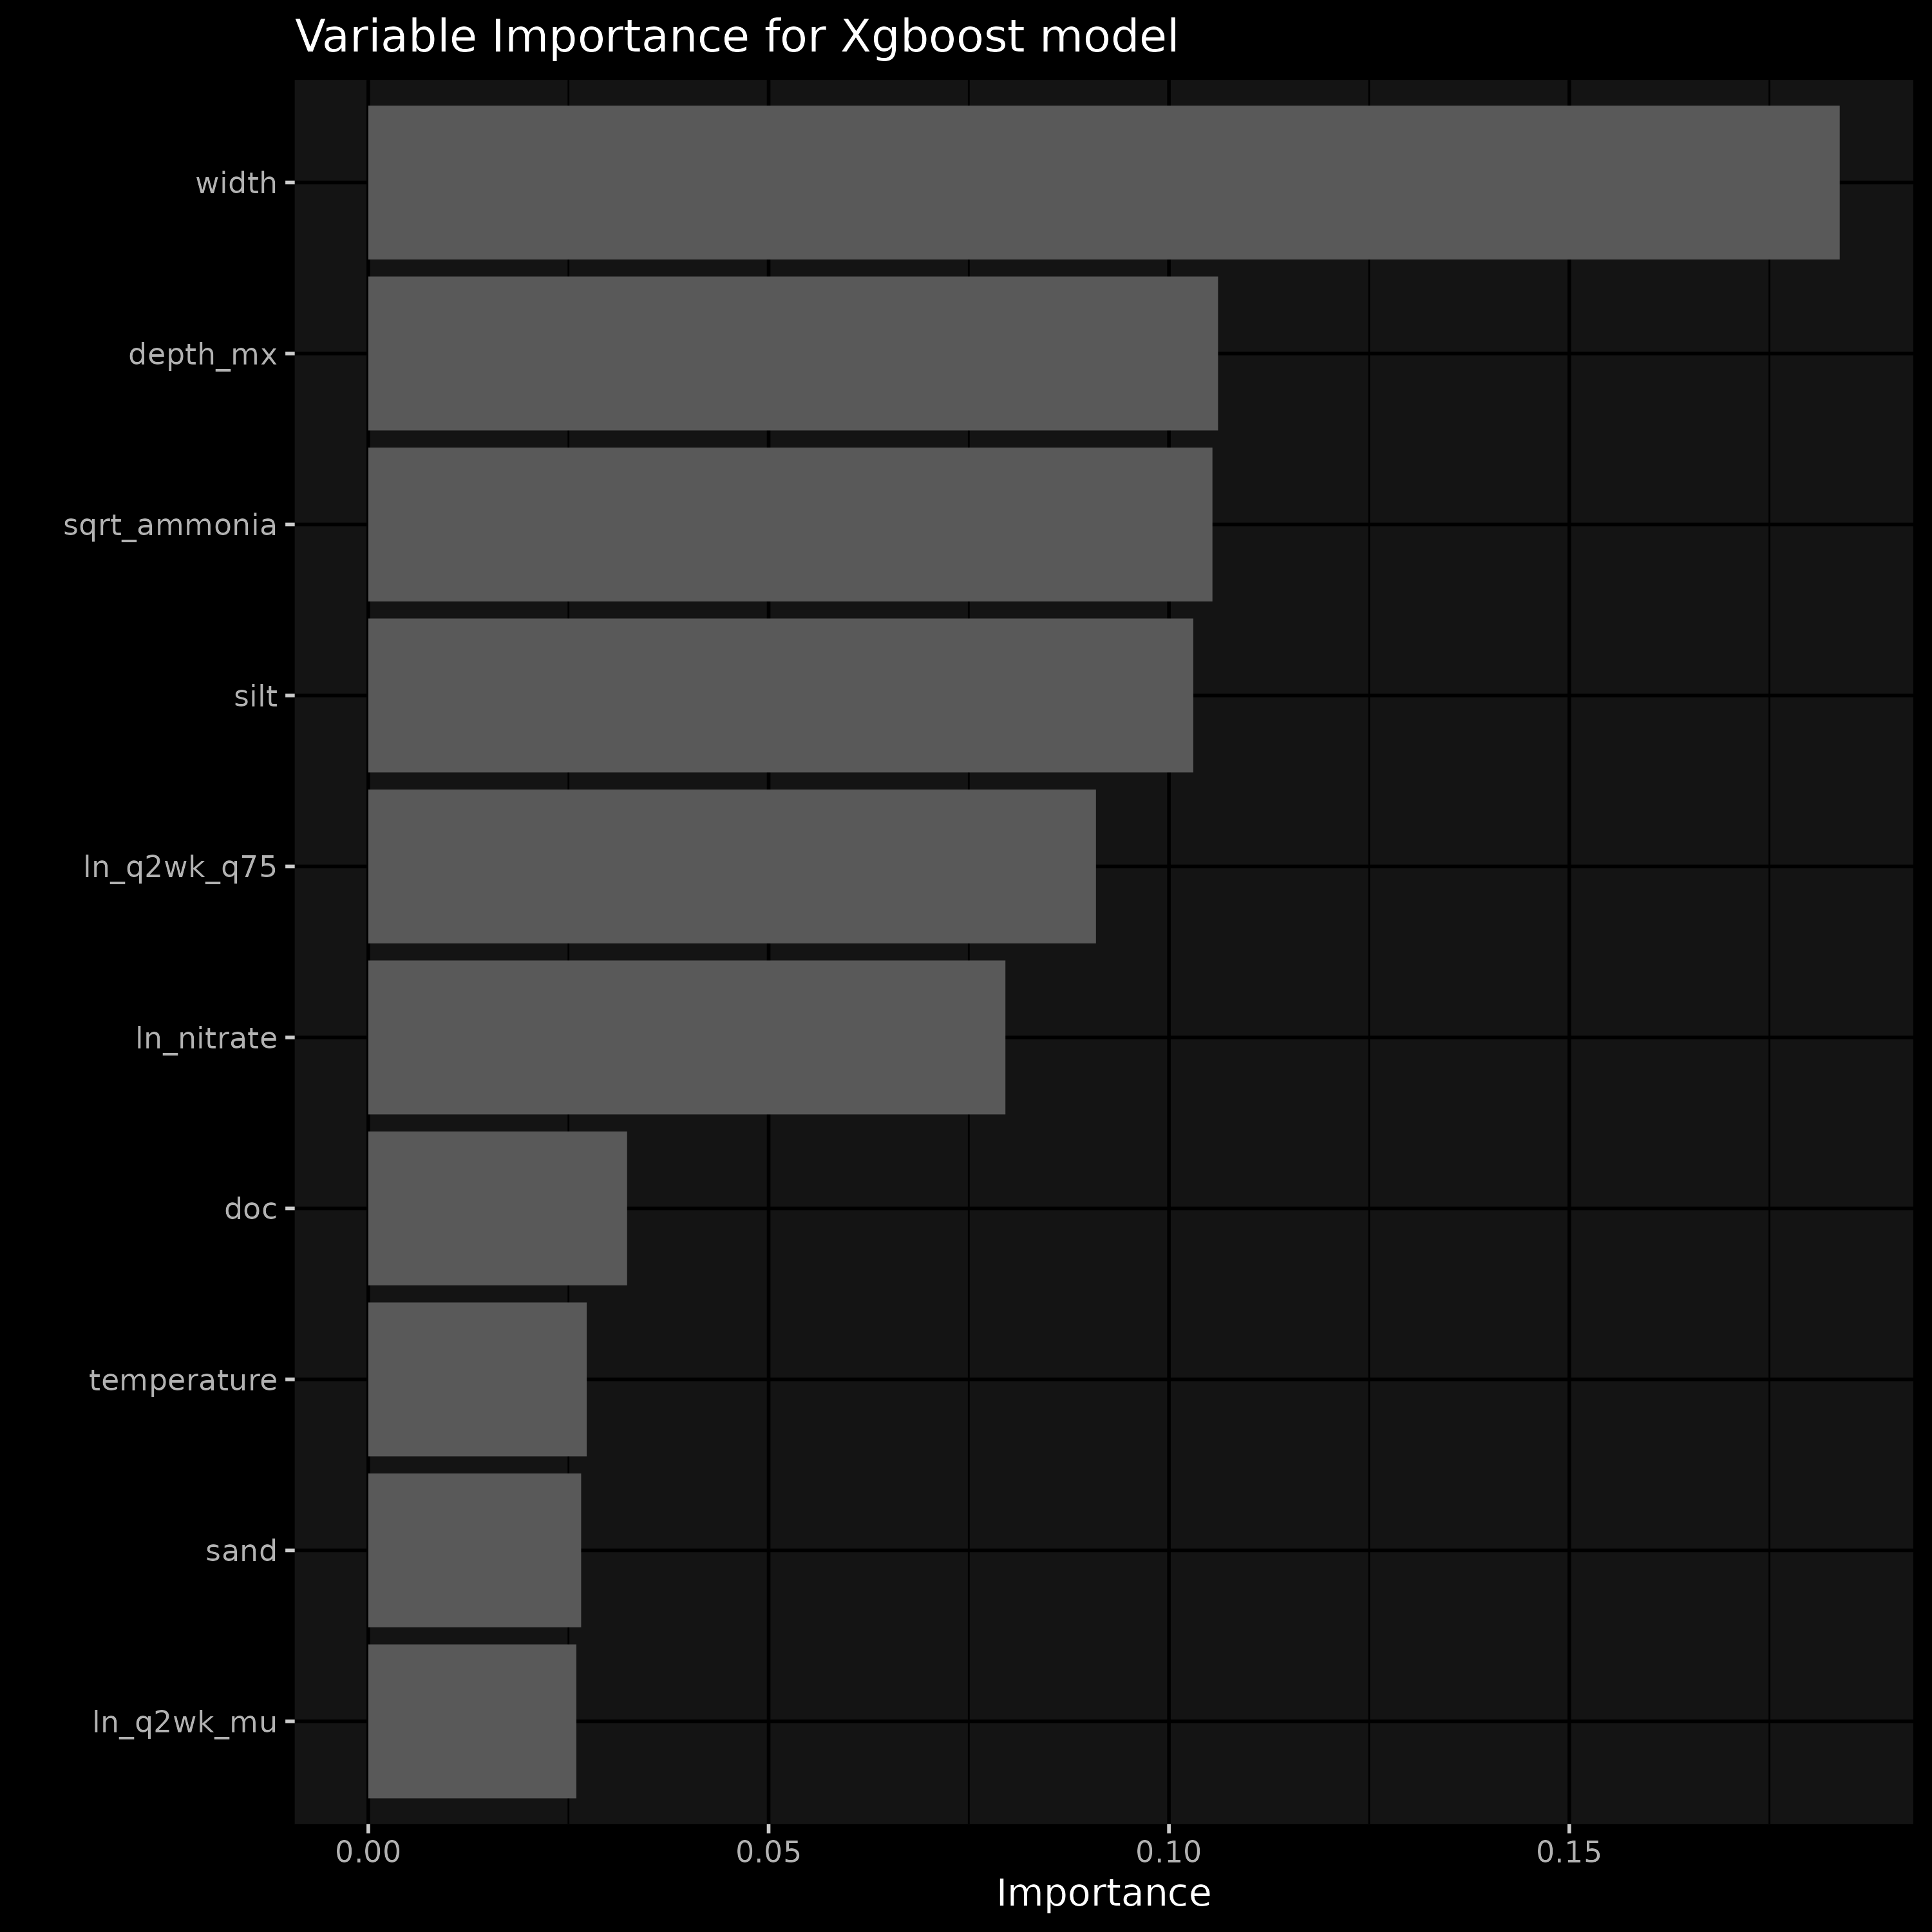 Variable Importance for Xgboost model
width
depth_mx
sqrt_ammonia
silt
ln_q2wk_q75
ln_nitrate
doc
temperature
sand
ln_q2wk_mu
0.00 0.05 0.10 0.15
Importance